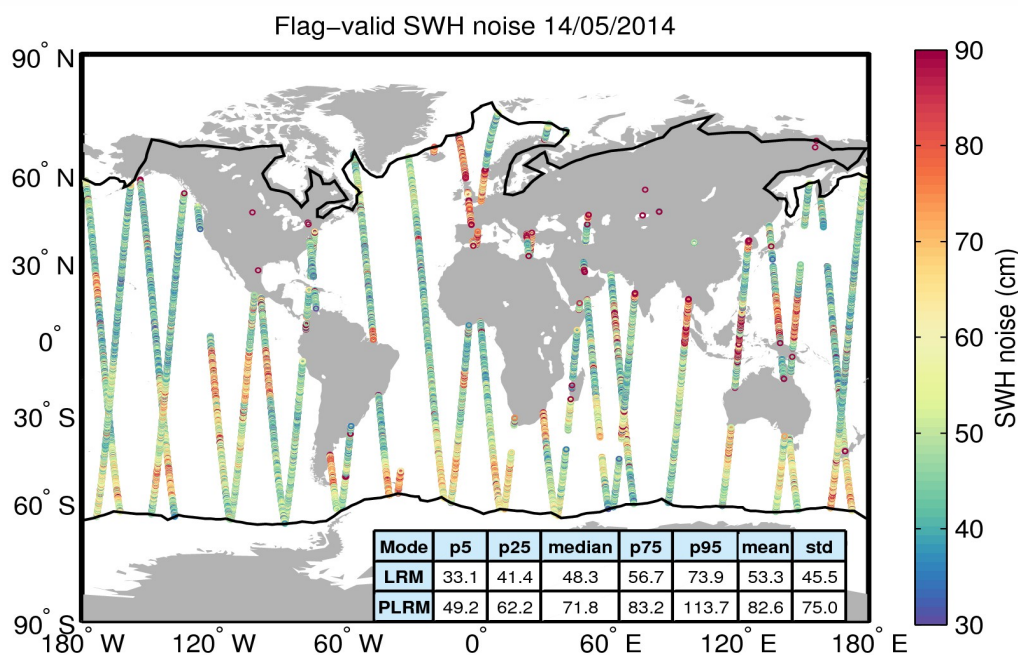 Flag−valid SWH noise 14/05/2014
90° N
60° N
30° N
0°
30° S
60° S
90° S
180° W
120° W
60° W
0°
60° E
120° E
180° E
90
80
70
60
50
40
30
SWH noise (cm)
Mode p5 p25 median p75 p95 mean std
LRM 33.1 41.4 48.3 56.7 73.9 53.3 45.5
PLRM 49.2 62.2 71.8 83.2 113.7 82.6 75.0